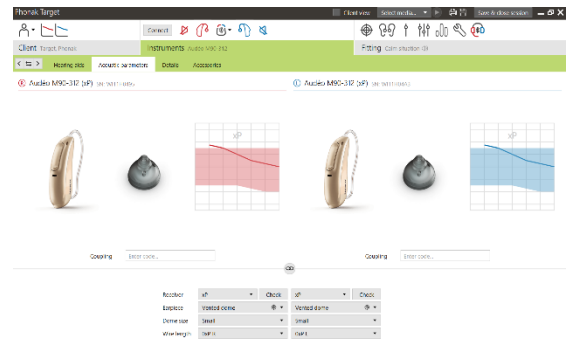 Phonak Target
Client view
Select media...
Save & close session
Connect
Client Target, Phonak
Instruments Audéo M90-312
Fitting Calm situation
Hearing aids
Acoustic parameters
Details
Accessories
R Audéo M90-312 (xP)
L Audéo M90-312 (xP)
xP
xP
Coupling
Enter code...
Coupling
Enter code...
Receiver
xP
Check
xP
Check
Earpiece
Vented dome
Vented dome
Dome size
Small
Small
Wire length